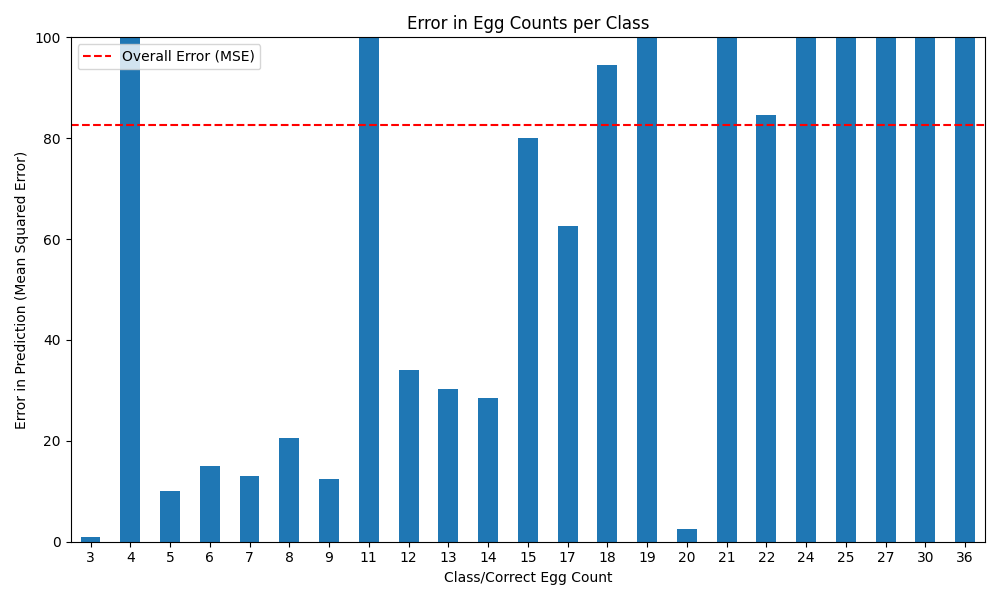 Error in Egg Counts per Class
Overall Error (MSE)
Error in Prediction (Mean Squared Error)
100
80
60
40
20
0
3 4 5 6 7 8 9 11 12 13 14 15 17 18 19 20 21 22 24 25 27 30 36
Class/Correct Egg Count